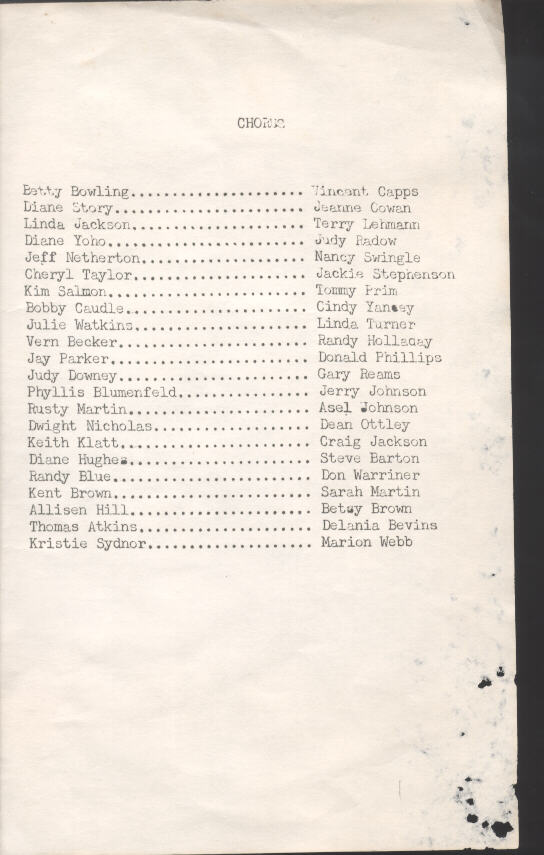 CHORUS
Betty Bowling...................... Vincent Capps
Diane Story........................ Jeanne Cowan
Linda Jackson...................... Terry Lehmann
Diane Yoho......................... Judy Radow
Jeff Netherton..................... Nancy Swingle
Cheryl Taylor...................... Jackie Stephenson
Kim Salmon......................... Tommy Prim
Bobby Caudle....................... Cindy Yancey
Julie Watkins...................... Linda Turner
Vern Becker........................ Randy Holladay
Jay Parker......................... Donald Phillips
Judy Downey........................ Gary Reams
Phyllis Blumenfeld................. Jerry Johnson
Rusty Martin....................... Asel Johnson
Dwight Nicholas.................... Dean Ottley
Keith Klatt........................ Craig Jackson
Diane Hughes....................... Steve Barton
Randy Blue......................... Don Warriner
Kent Brown......................... Sarah Martin
Allisen Hill....................... Betsy Brown
Thomas Atkins...................... Delania Bevins
Kristie Sydnor..................... Marion Webb